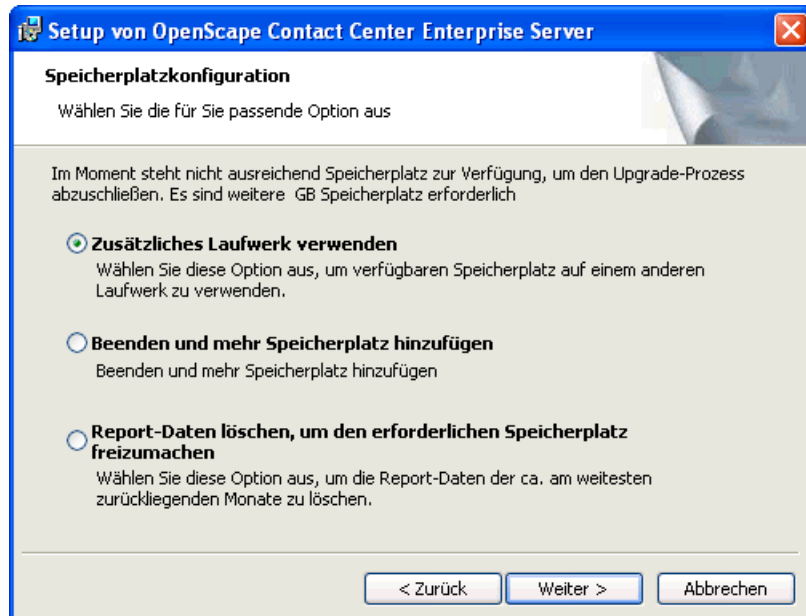 Setup von OpenScape Contact Center Enterprise Server
Speicherplatzkonfiguration
Wählen Sie die für Sie passende Option aus
Im Moment steht nicht ausreichend Speicherplatz zur Verfügung, um den Upgrade-Prozess
abzuschließen. Es sind weitere  GB Speicherplatz erforderlich
Zusätzliches Laufwerk verwenden
Wählen Sie diese Option aus, um verfügbaren Speicherplatz auf einem anderen
Laufwerk zu verwenden.
Beenden und mehr Speicherplatz hinzufügen
Beenden und mehr Speicherplatz hinzufügen
Report-Daten löschen, um den erforderlichen Speicherplatz
freizumachen
Wählen Sie diese Option aus, um die Report-Daten der ca. am weitesten
zurückliegenden Monate zu löschen.
< Zurück
Weiter >
Abbrechen